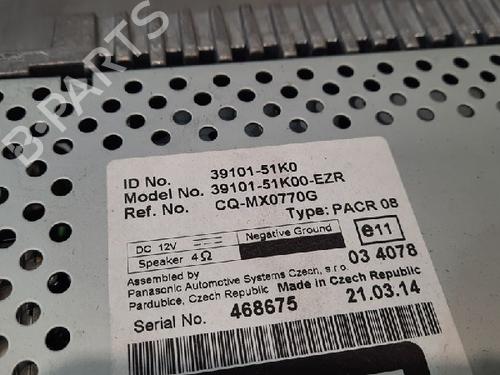 B-PARTS
ID No. 39101-51K0
Model No. 39101-51K00-EZR
Ref. No. CQ-MX0770G
Type: PACR 08
DC 12V Negative Ground
Speaker 4Ω
e11
03 4078
Assembled by
Panasonic Automotive Systems Czech, s.r.o.
Pardubice, Czech Republic Made in Czech Republic
Serial No. 468675 21.03.14